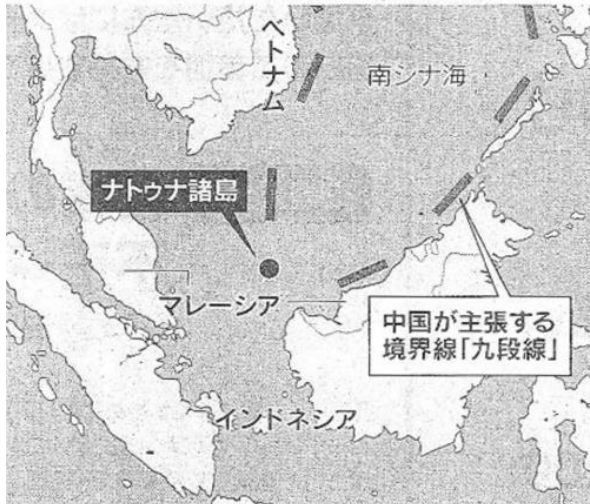 ベトナム
南シナ海
ナトゥナ諸島
マレーシア
中国が主張する
境界線「九段線」
インドネシア